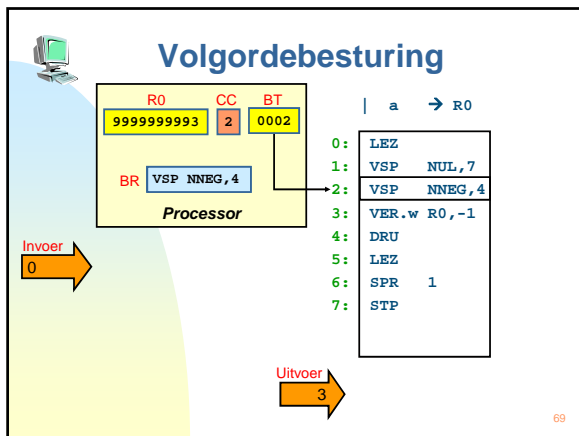 Volgordebesturing
R0 CC BT
9999999993 2 0002
BR VSP NNEG,4
Processor
| a → R0
0: LEZ
1: VSP NUL,7
2: VSP NNEG,4
3: VER.w R0,-1
4: DRU
5: LEZ
6: SPR 1
7: STP
Invoer
0
Uitvoer
3
69